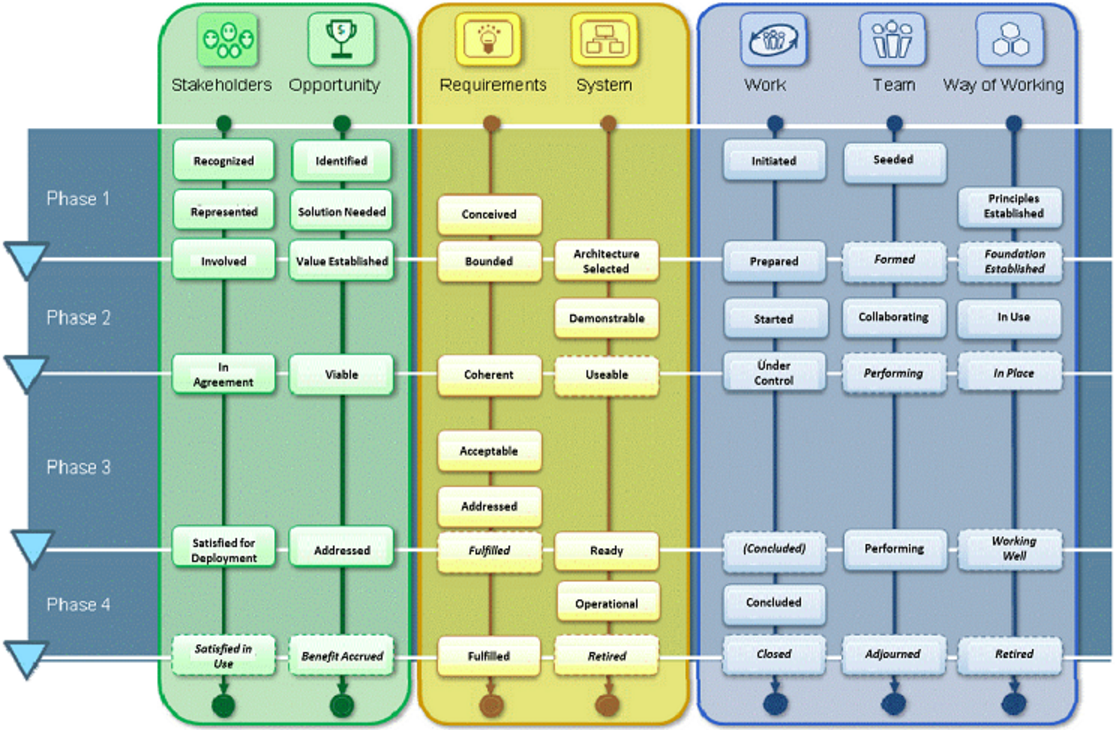 Stakeholders Opportunity Requirements System Work Team Way of Working
Phase 1
Recognized Identified Initiated Seeded
Represented Solution Needed Conceived Principles
Established
Involved Value Established Bounded Architecture
Selected Prepared Formed Foundation
Established
Phase 2
Demonstrable Started Collaborating In Use
In
Agreement Viable Coherent Useable Under
Control Performing In Place
Phase 3
Acceptable
Addressed
Satisfied for
Deployment Addressed Fulfilled Ready (Concluded) Performing Working
Well
Phase 4
Operational Concluded
Satisfied in
Use Benefit Accrued Fulfilled Retired Closed Adjourned Retired